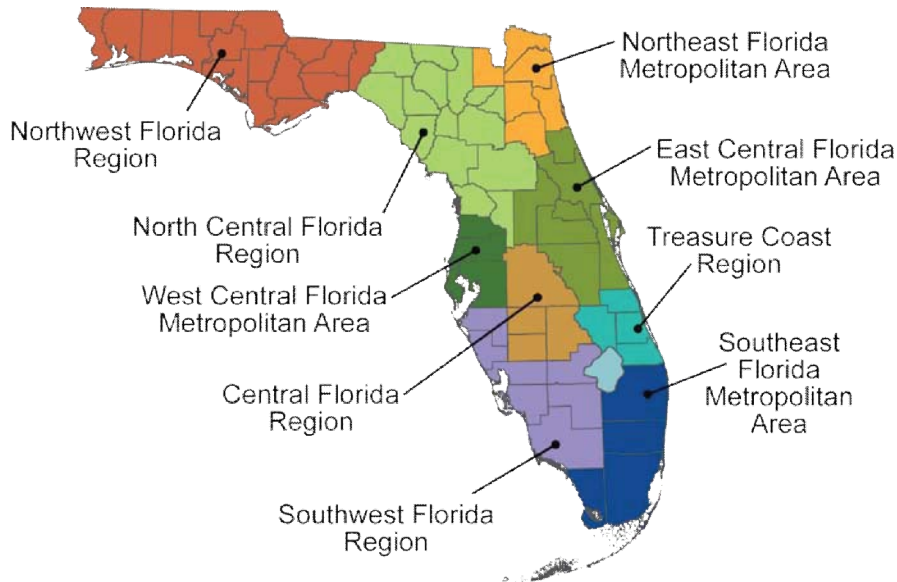 Northeast Florida
Metropolitan Area
Northwest Florida
Region
East Central Florida
Metropolitan Area
North Central Florida
Region
Treasure Coast
Region
West Central Florida
Metropolitan Area
Southeast
Florida
Metropolitan
Area
Central Florida
Region
Southwest Florida
Region